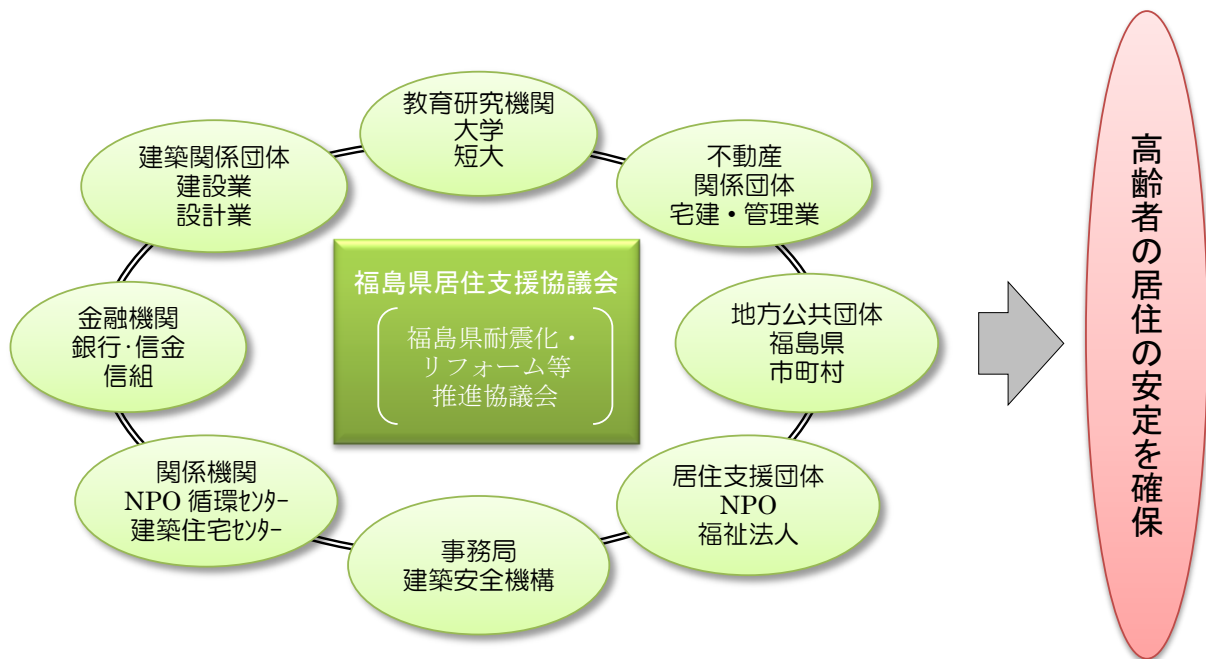 教育研究機関
大学
短大
建築関係団体
建設業
設計業
不動産
関係団体
宅建・管理業
福島県居住支援協議会
福島県耐震化・
リフォーム等
推進協議会
金融機関
銀行・信金
信組
地方公共団体
福島県
市町村
関係機関
NPO 循環ｾﾝﾀｰ
建築住宅ｾﾝﾀｰ
居住支援団体
NPO
福祉法人
事務局
建築安全機構
高齢者の居住の安定を確保